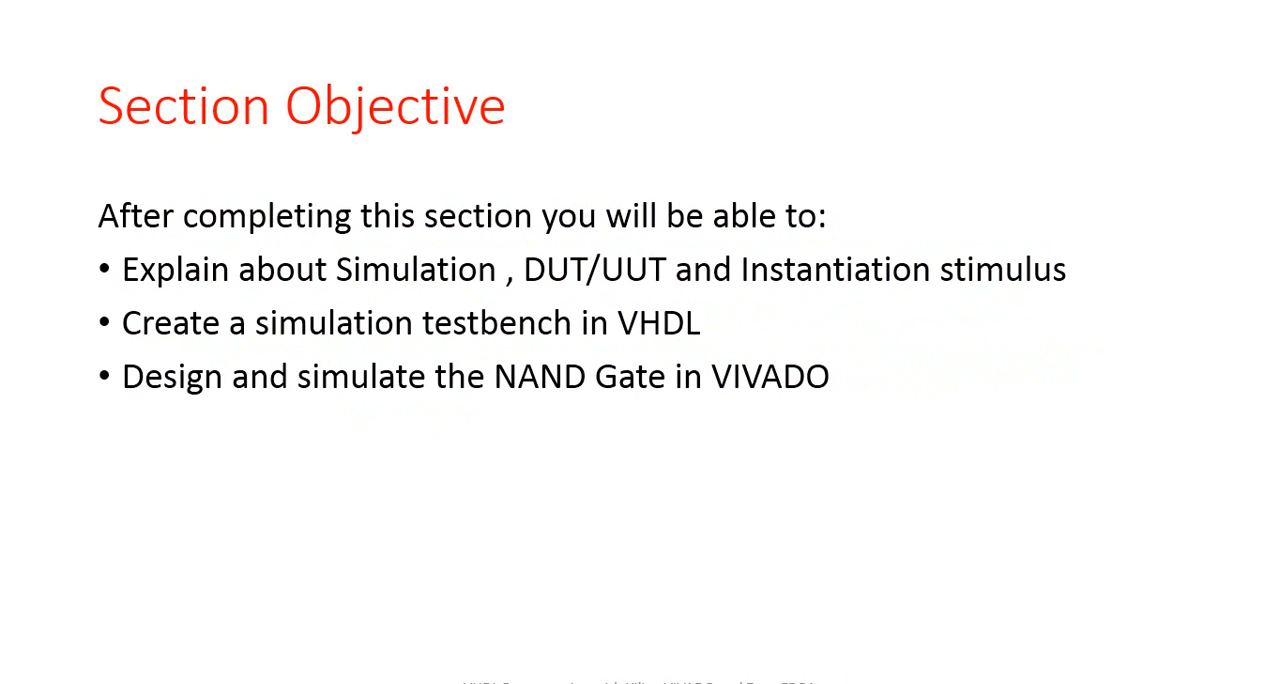 Section Objective
After completing this section you will be able to:
• Explain about Simulation , DUT/UUT and Instantiation stimulus
• Create a simulation testbench in VHDL
• Design and simulate the NAND Gate in VIVADO